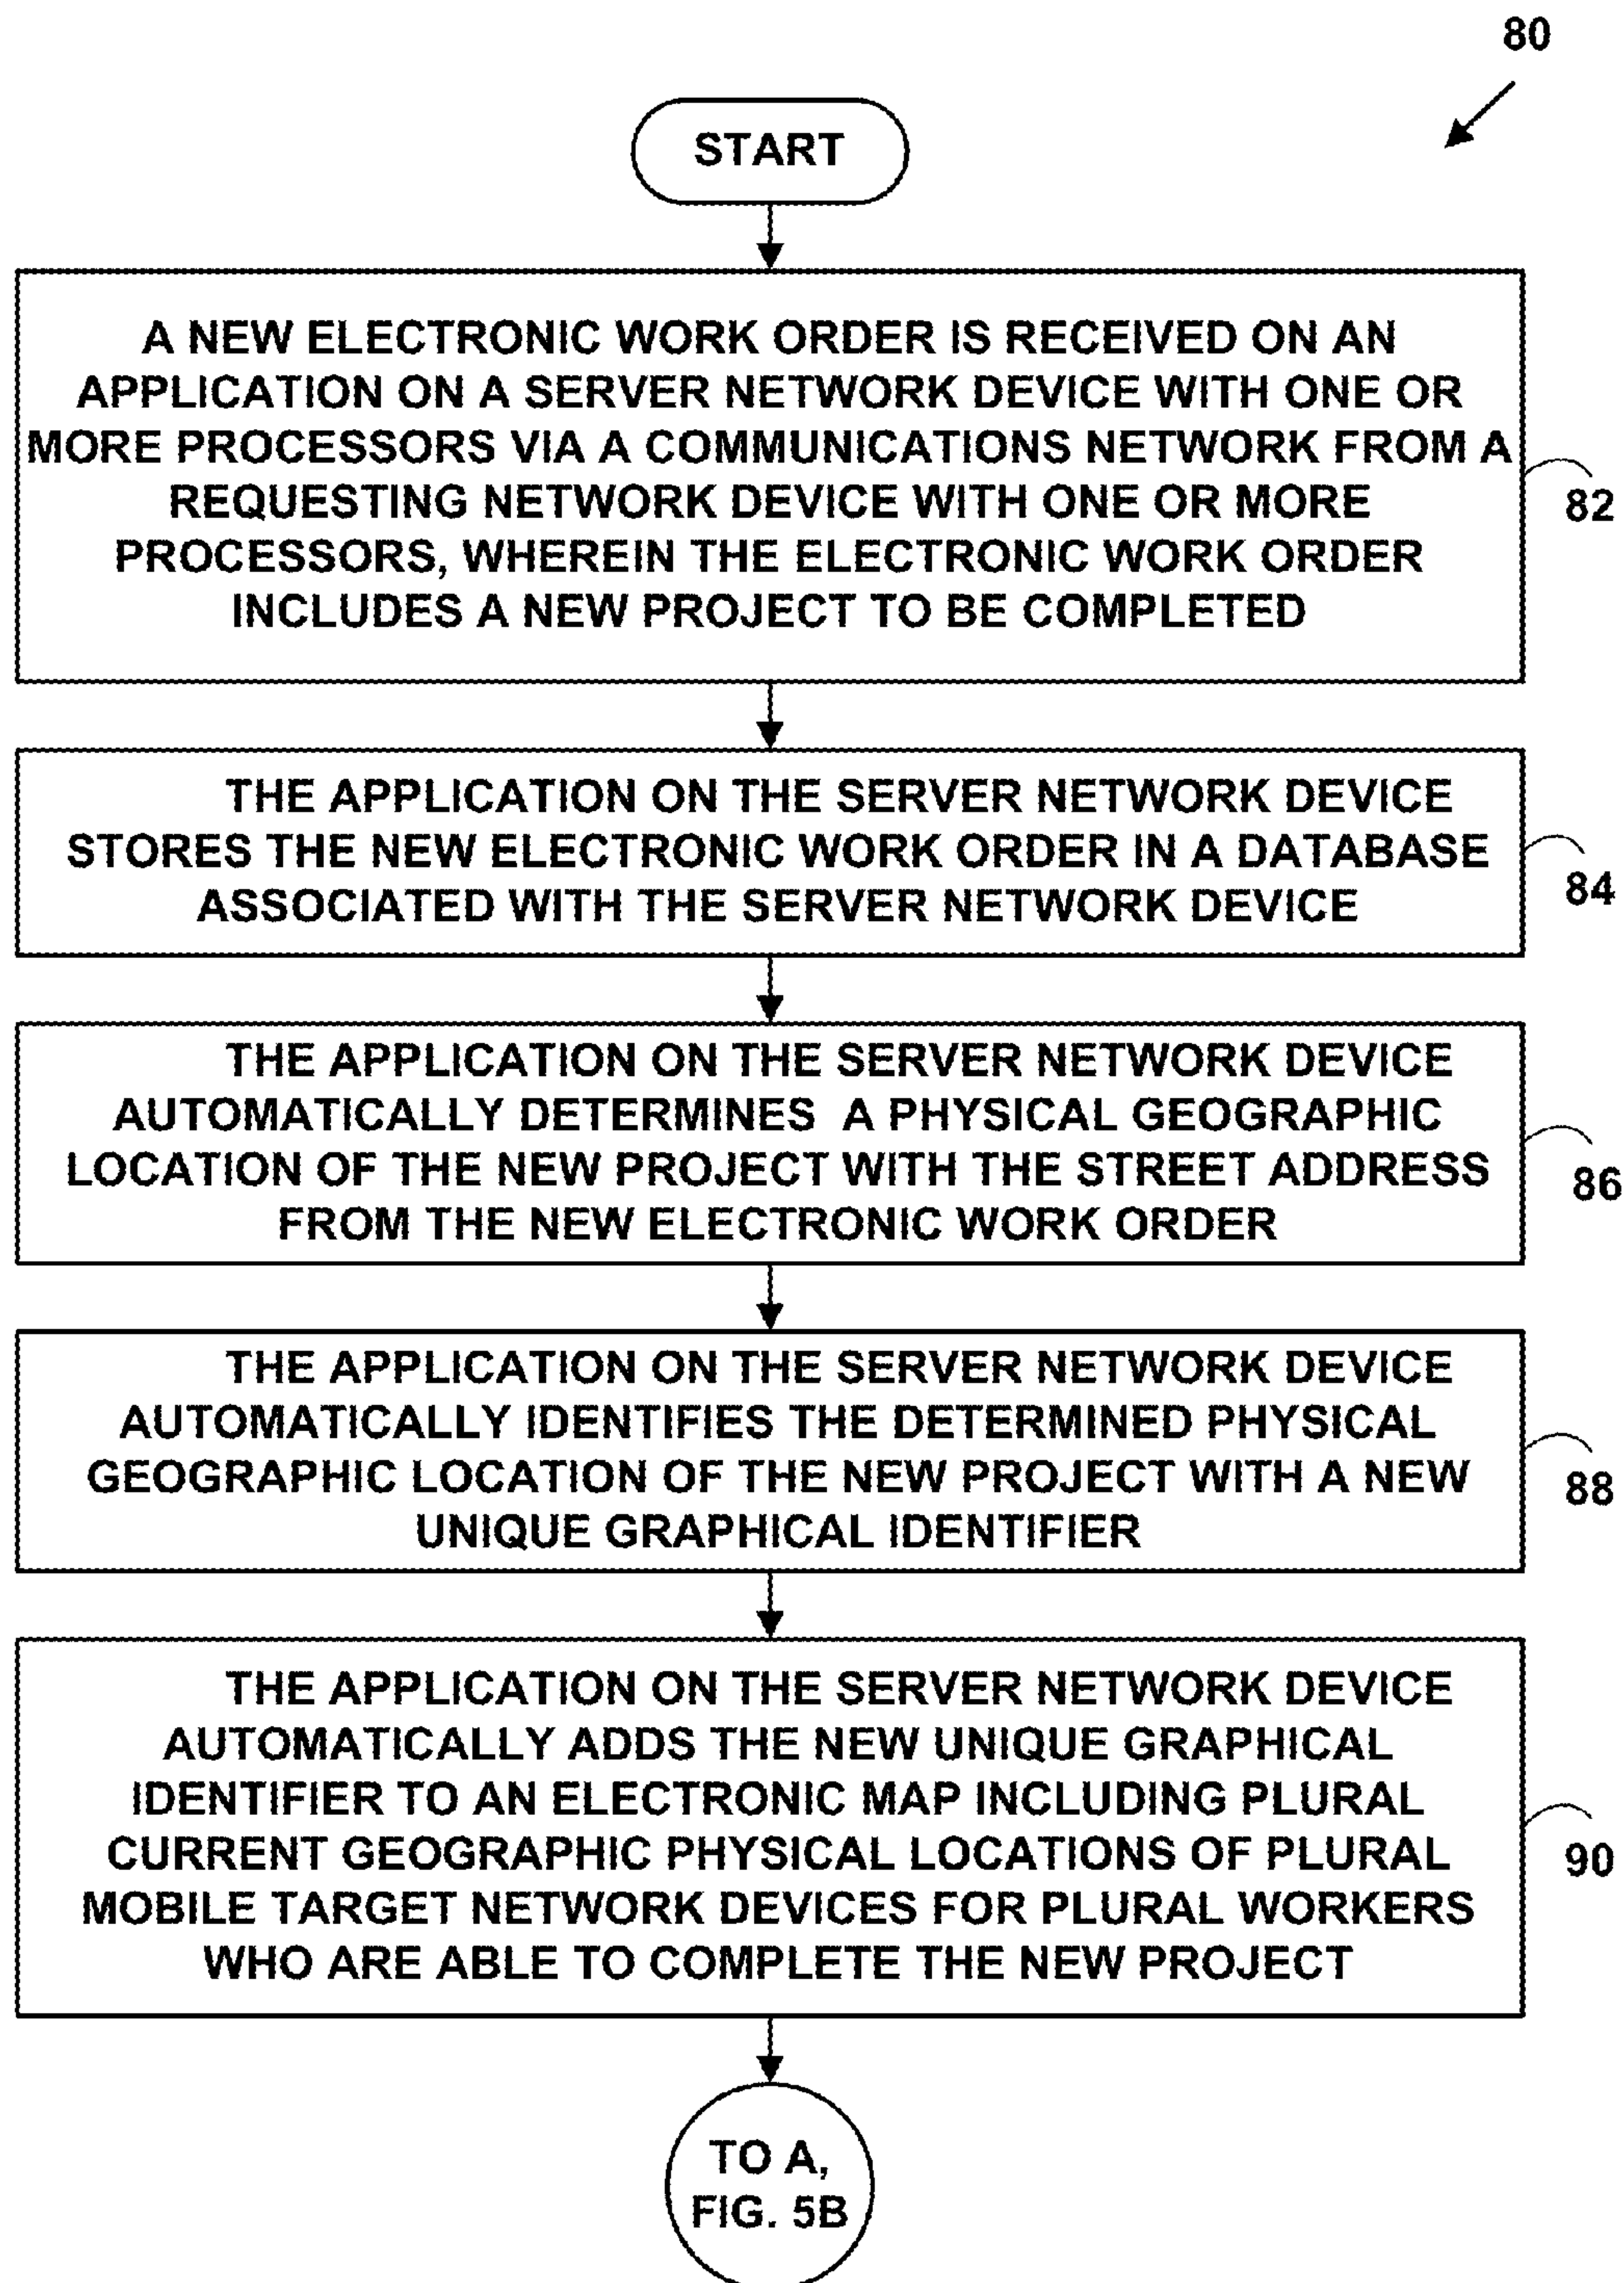 80
START
A NEW ELECTRONIC WORK ORDER IS RECEIVED ON AN
APPLICATION ON A SERVER NETWORK DEVICE WITH ONE OR
MORE PROCESSORS VIA A COMMUNICATIONS NETWORK FROM A
REQUESTING NETWORK DEVICE WITH ONE OR MORE
PROCESSORS, WHEREIN THE ELECTRONIC WORK ORDER
INCLUDES A NEW PROJECT TO BE COMPLETED
82
THE APPLICATION ON THE SERVER NETWORK DEVICE
STORES THE NEW ELECTRONIC WORK ORDER IN A DATABASE
ASSOCIATED WITH THE SERVER NETWORK DEVICE
84
THE APPLICATION ON THE SERVER NETWORK DEVICE
AUTOMATICALLY DETERMINES A PHYSICAL GEOGRAPHIC
LOCATION OF THE NEW PROJECT WITH THE STREET ADDRESS
FROM THE NEW ELECTRONIC WORK ORDER
86
THE APPLICATION ON THE SERVER NETWORK DEVICE
AUTOMATICALLY IDENTIFIES THE DETERMINED PHYSICAL
GEOGRAPHIC LOCATION OF THE NEW PROJECT WITH A NEW
UNIQUE GRAPHICAL IDENTIFIER
88
THE APPLICATION ON THE SERVER NETWORK DEVICE
AUTOMATICALLY ADDS THE NEW UNIQUE GRAPHICAL
IDENTIFIER TO AN ELECTRONIC MAP INCLUDING PLURAL
CURRENT GEOGRAPHIC PHYSICAL LOCATIONS OF PLURAL
MOBILE TARGET NETWORK DEVICES FOR PLURAL WORKERS
WHO ARE ABLE TO COMPLETE THE NEW PROJECT
90
TO A,
FIG. 5B